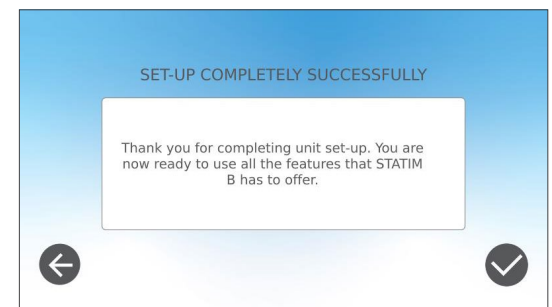 SET-UP COMPLETELY SUCCESSFULLY
Thank you for completing unit set-up. You are
now ready to use all the features that STATIM
B has to offer.